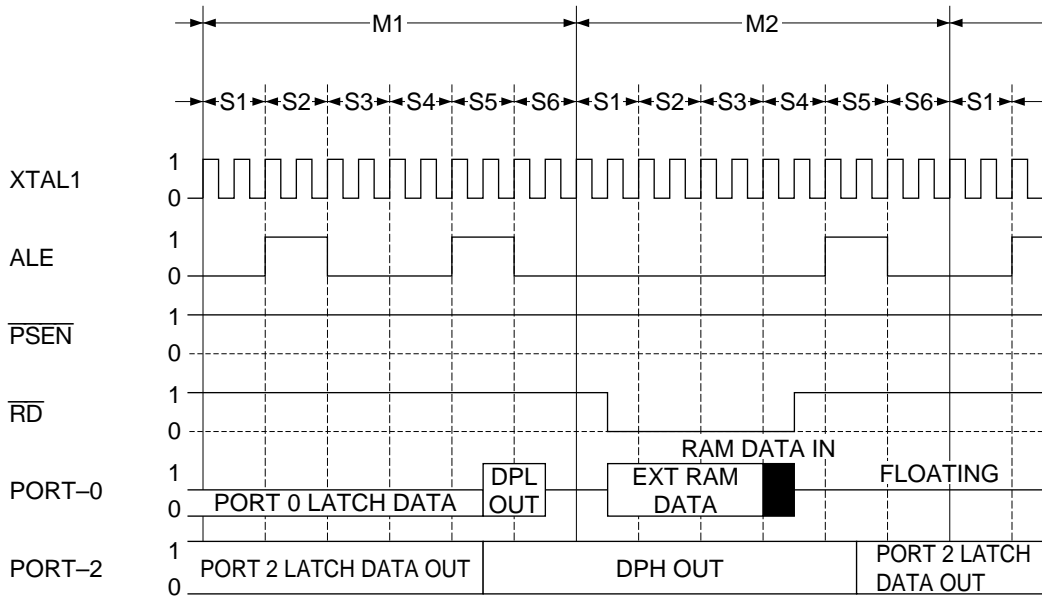 M1 M2
S1 S2 S3 S4 S5 S6 S1 S2 S3 S4 S5 S6 S1
XTAL1 1
0
ALE 1
0
PSEN 1
0
RD 1
0
RAM DATA IN
PORT–0 1
0
PORT 0 LATCH DATA
DPL
OUT
EXT RAM
DATA
FLOATING
PORT–2 1
0
PORT 2 LATCH DATA OUT
DPH OUT
PORT 2 LATCH
DATA OUT